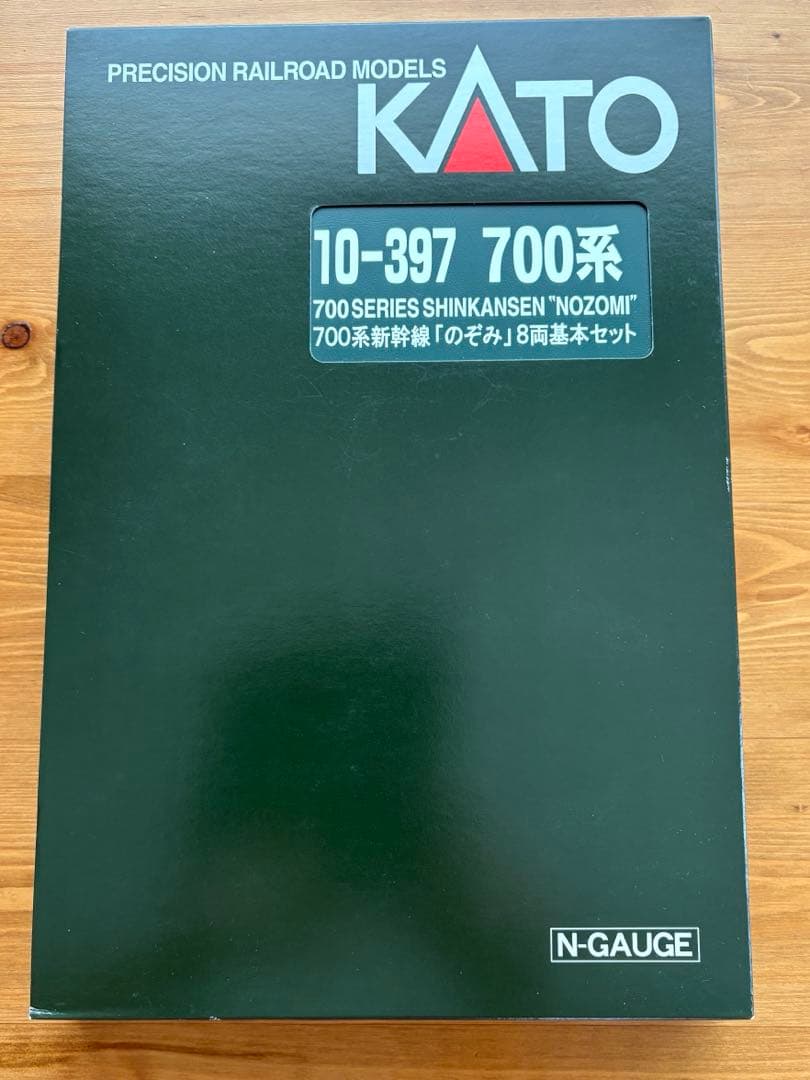 PRECISION RAILROAD MODELS
KATO
10-397 700系
700 SERIES SHINKANSEN "NOZOMI"
700系新幹線「のぞみ」8両基本セット
N-GAUGE